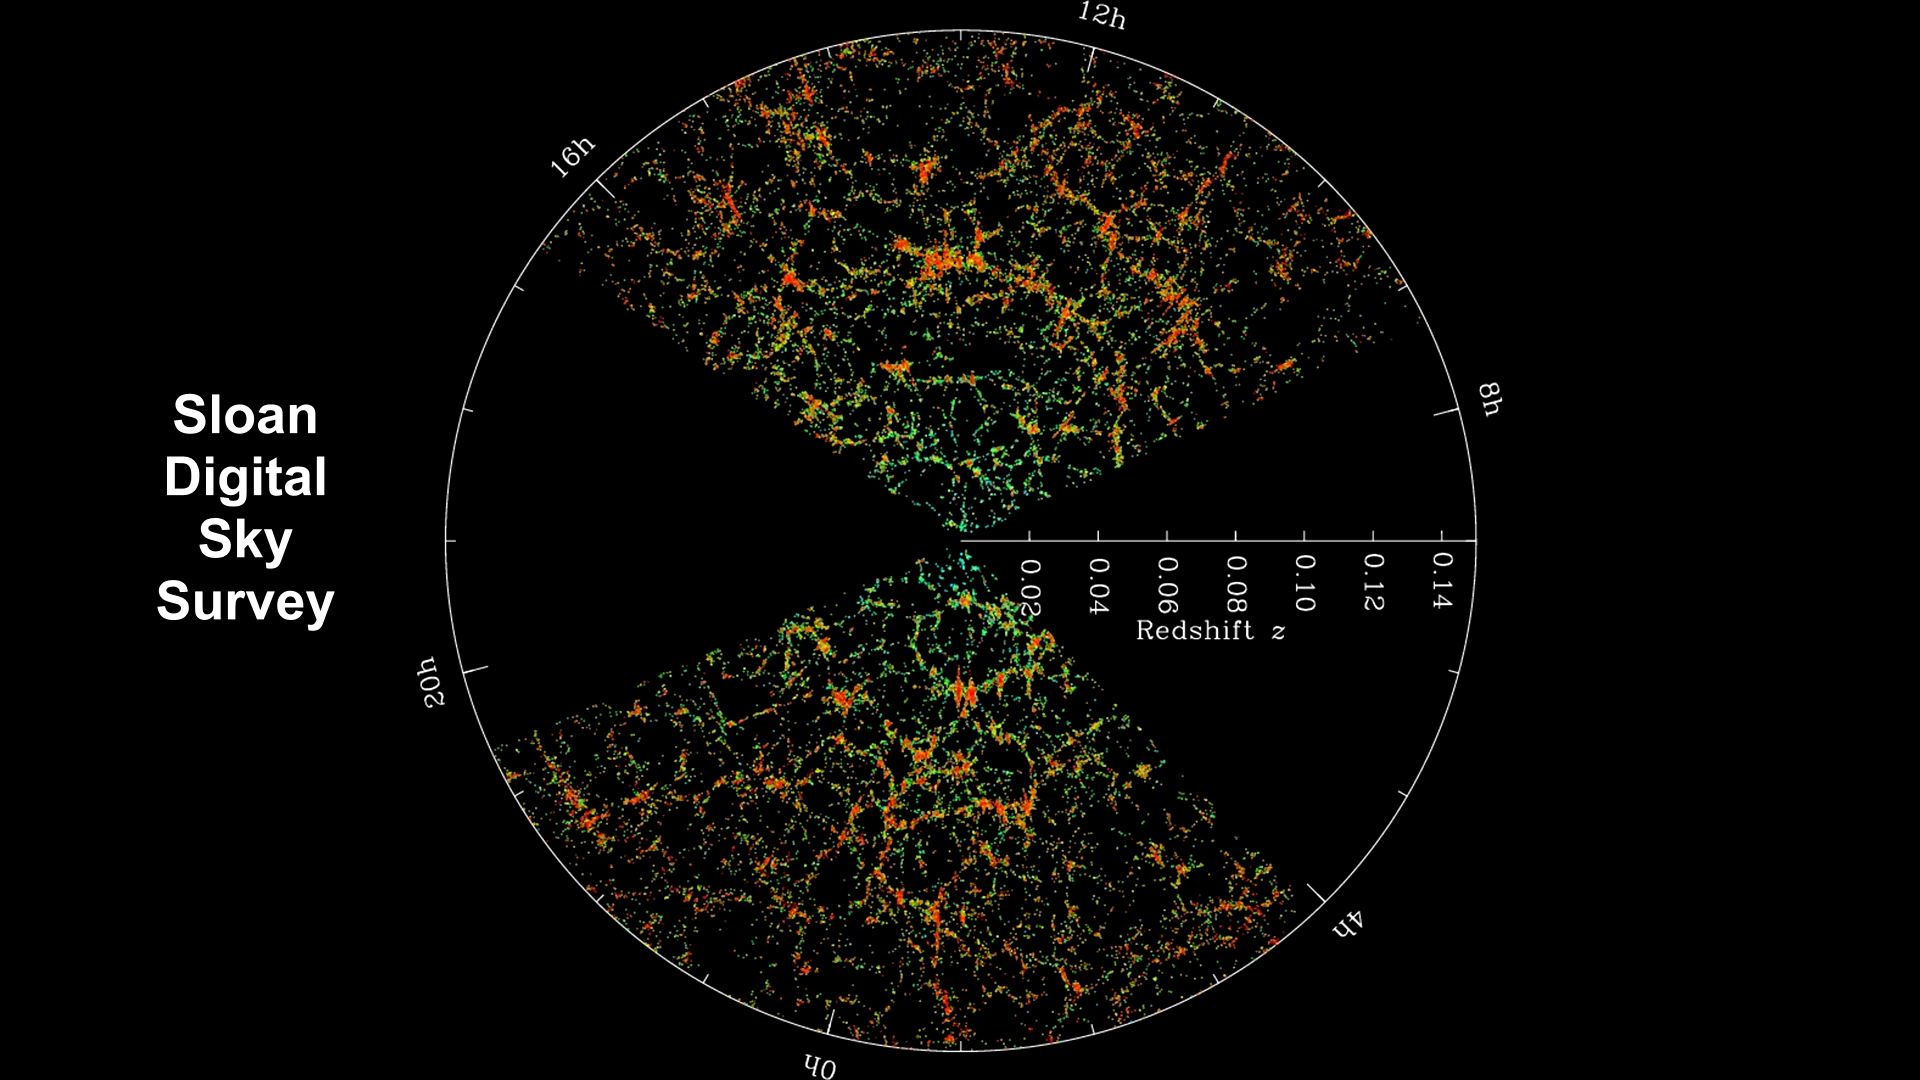 12h
16h
8h
Sloan
Digital
Sky
Survey
0.02
0.04
0.06
0.08
0.10
0.12
0.14
Redshift z
20h
4h
0h